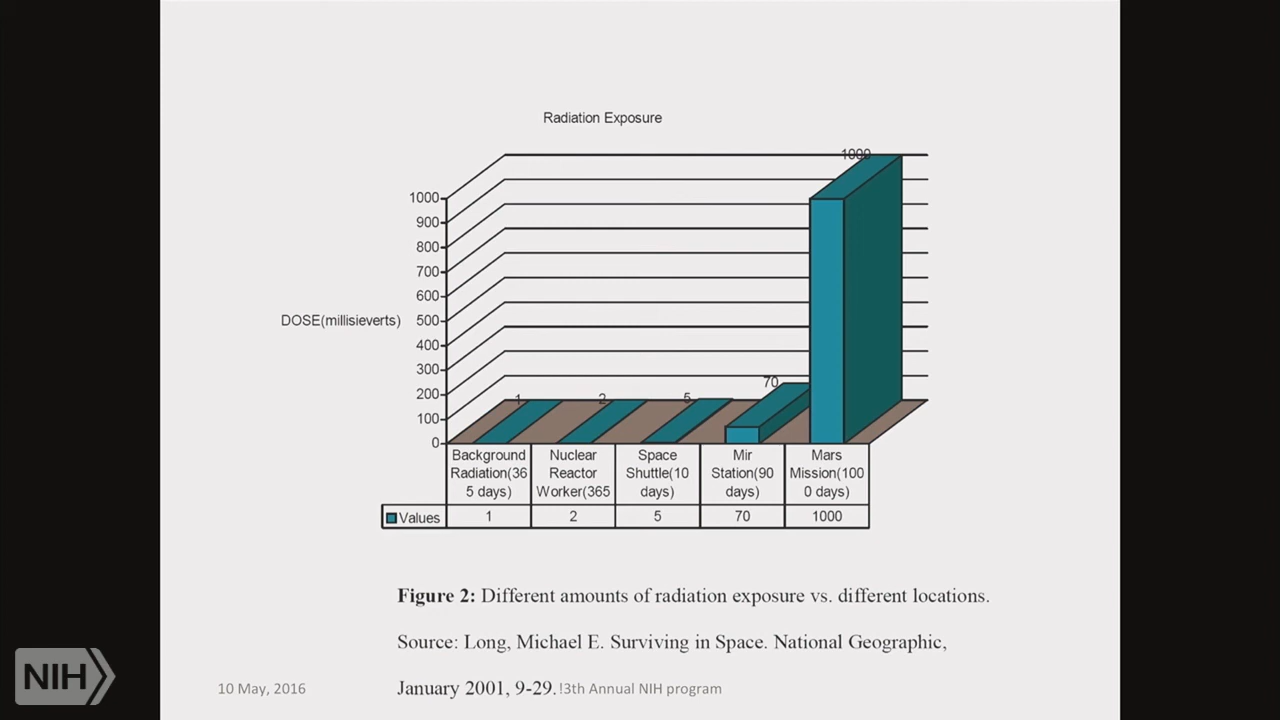 Radiation Exposure
1000
1000
900
800
700
600
DOSE(millisieverts)
500
400
300
200
100
0
1
2
5
70
Background
Radiation(36
5 days)
Nuclear
Reactor
Worker(365
Space
Shuttle(10
days)
Mir
Station(90
days)
Mars
Mission(100
0 days)
Values
1
2
5
70
1000
Figure 2: Different amounts of radiation exposure vs. different locations.
Source: Long, Michael E. Surviving in Space. National Geographic,
January 2001, 9-29.
10 May, 2016
!3th Annual NIH program
NIH